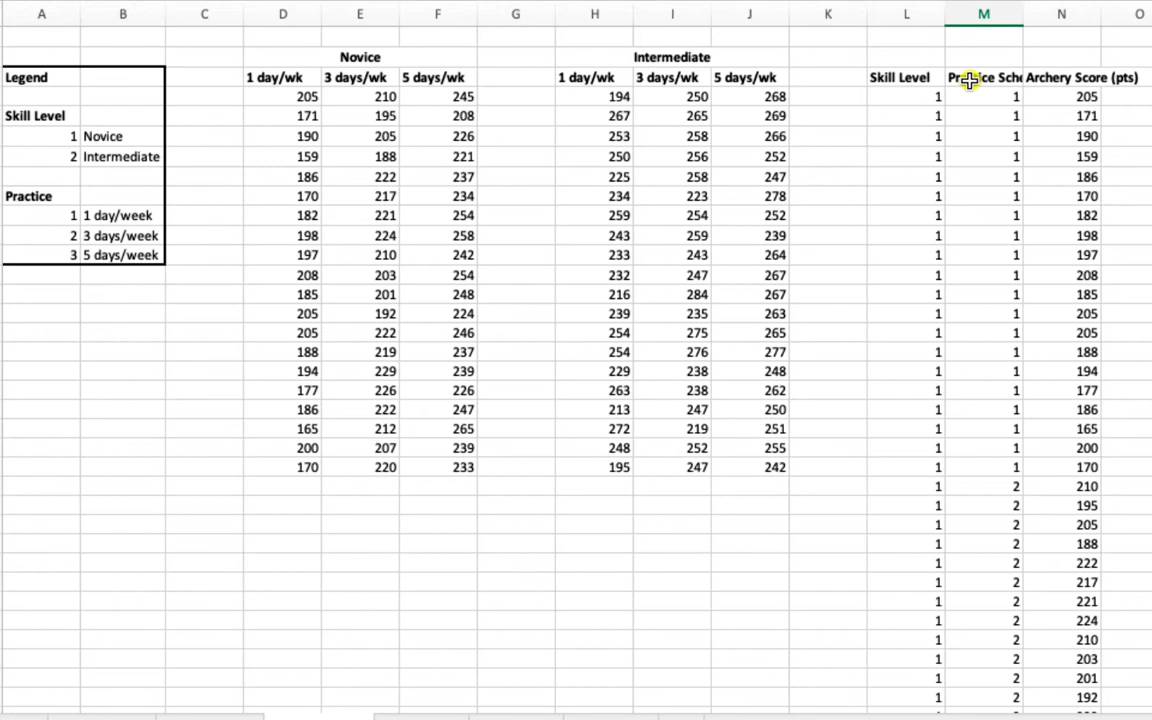 A B C D E F G H I J K L M N O
Novice Intermediate
Legend 1 day/wk 3 days/wk 5 days/wk 1 day/wk 3 days/wk 5 days/wk Skill Level Archery Score (pts)
205 210 245 194 250 268 1 1 205
Skill Level 171 195 208 267 265 269 1 1 171
1 Novice 190 205 226 253 258 266 1 1 190
2 Intermediate 159 188 221 250 256 252 1 1 159
186 222 237 225 258 247 1 1 186
Practice 170 217 234 234 223 278 1 1 170
1 1 day/week 182 221 254 259 254 252 1 1 182
2 3 days/week 198 224 258 243 259 239 1 1 198
3 5 days/week 197 210 242 233 243 264 1 1 197
208 203 254 232 247 267 1 1 208
185 201 248 216 284 267 1 1 185
205 192 224 239 235 263 1 1 205
205 222 246 254 275 265 1 1 205
188 219 237 254 276 277 1 1 188
194 229 239 229 238 248 1 1 194
177 226 226 263 238 262 1 1 177
186 222 247 213 247 250 1 1 186
165 212 265 272 219 251 1 1 165
200 207 239 248 252 255 1 1 200
170 220 233 195 247 242 1 1 170
1 2 210
1 2 195
1 2 205
1 2 188
1 2 222
1 2 217
1 2 221
1 2 224
1 2 210
1 2 203
1 2 201
1 2 192